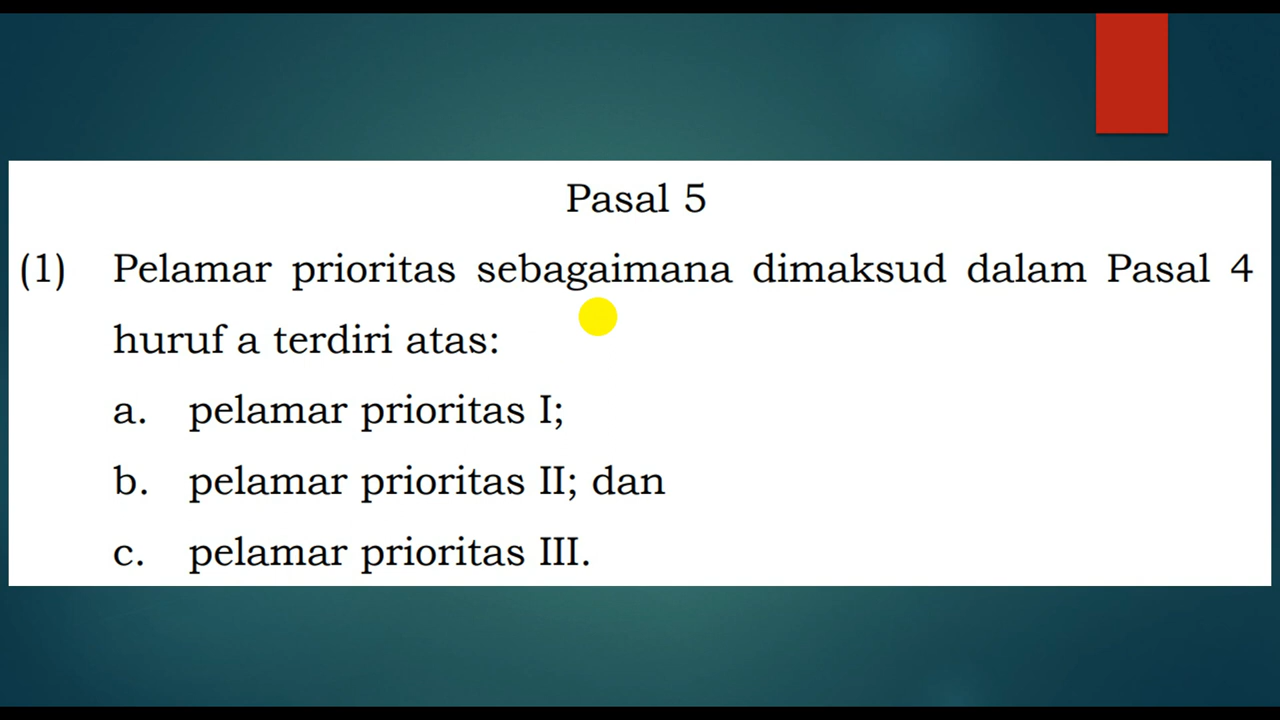 Pasal 5
(1) Pelamar prioritas sebagaimana dimaksud dalam Pasal 4
huruf a terdiri atas:
a. pelamar prioritas I;
b. pelamar prioritas II; dan
c. pelamar prioritas III.